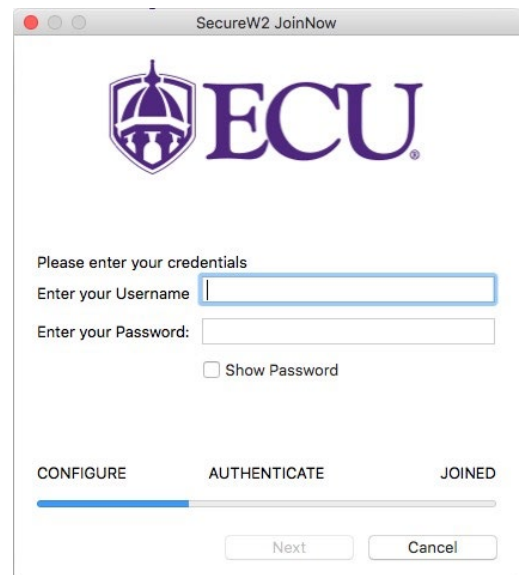 SecureW2 JoinNow
ECU®
Please enter your credentials
Enter your Username
Enter your Password:
Show Password
CONFIGURE AUTHENTICATE JOINED
Next Cancel